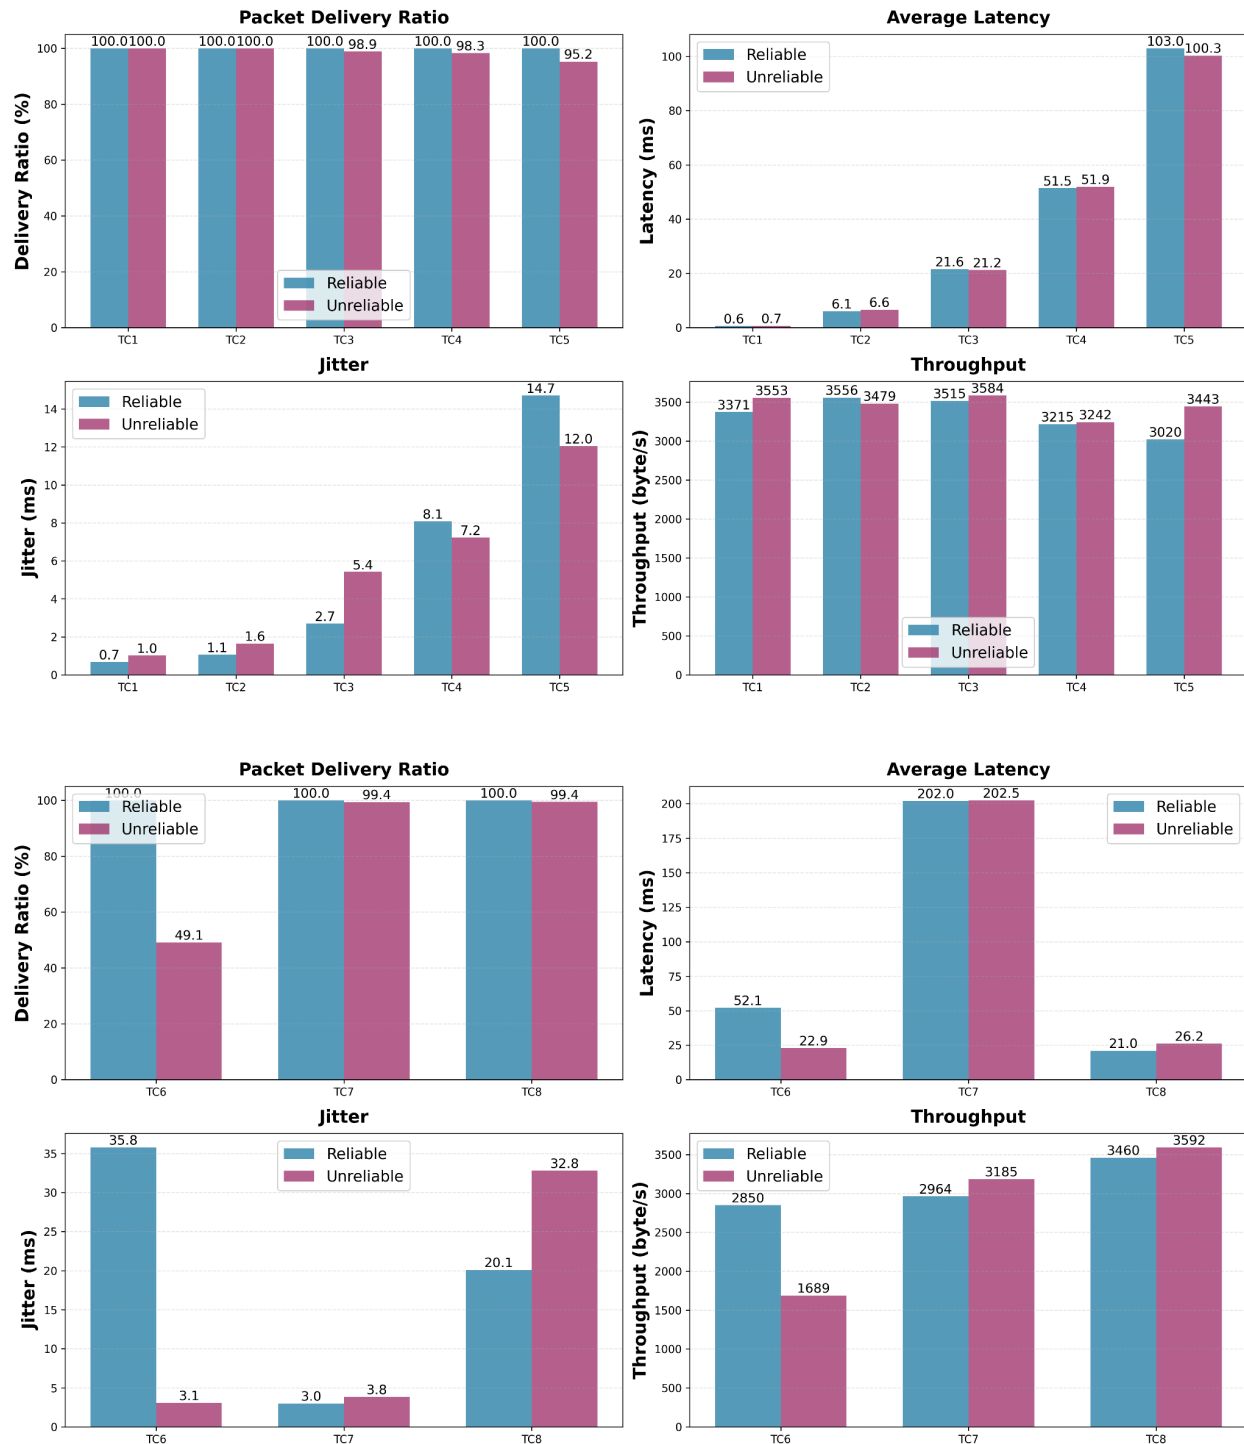 Packet Delivery Ratio
Delivery Ratio (%)
100
80
60
40
20
0
100.0 100.0 100.0 100.0 100.0 98.9 100.0 98.3 100.0 95.2
Reliable
Unreliable
TC1 TC2 TC3 TC4 TC5
Average Latency
Latency (ms)
100
80
60
40
20
0
0.6 0.7 6.1 6.6 21.6 21.2 51.5 51.9 103.0 100.3
Reliable
Unreliable
TC1 TC2 TC3 TC4 TC5
Jitter
Jitter (ms)
14
12
10
8
6
4
2
0
0.7 1.0 1.1 1.6 2.7 5.4 8.1 7.2 14.7 12.0
Reliable
Unreliable
TC1 TC2 TC3 TC4 TC5
Throughput
Throughput (byte/s)
3500
3000
2500
2000
1500
1000
500
0
3371 3553 3556 3479 3515 3584 3215 3242 3020 3443
Reliable
Unreliable
TC1 TC2 TC3 TC4 TC5
Packet Delivery Ratio
Delivery Ratio (%)
100
80
60
40
20
0
100.0 49.1 100.0 99.4 100.0 99.4
Reliable
Unreliable
TC6 TC7 TC8
Average Latency
Latency (ms)
200
175
150
125
100
75
50
25
0
52.1 22.9 202.0 202.5 21.0 26.2
Reliable
Unreliable
TC6 TC7 TC8
Jitter
Jitter (ms)
35
30
25
20
15
10
5
0
35.8 3.1 3.0 3.8 20.1 32.8
Reliable
Unreliable
TC6 TC7 TC8
Throughput
Throughput (byte/s)
3500
3000
2500
2000
1500
1000
500
0
2850 1689 2964 3185 3460 3592
Reliable
Unreliable
TC6 TC7 TC8